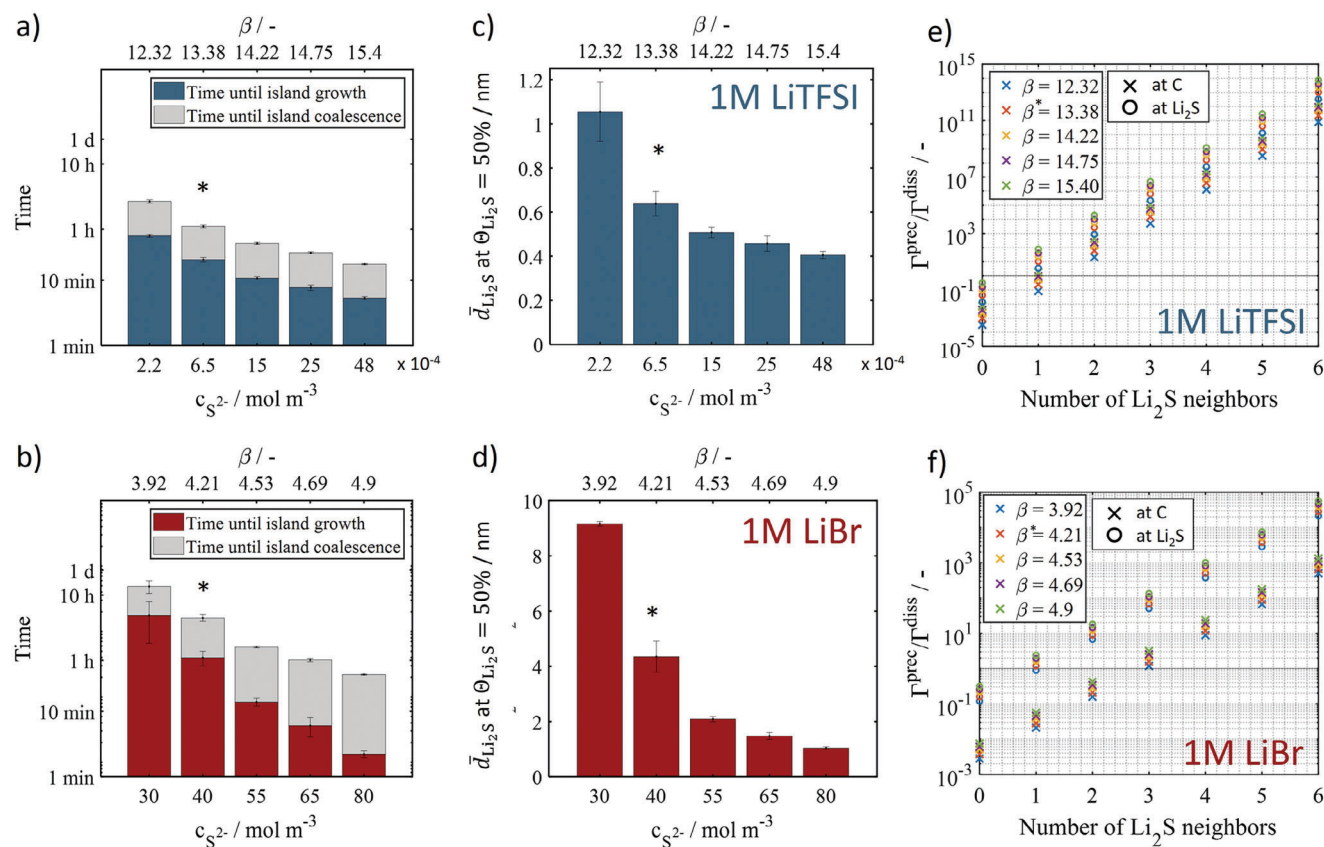 a)
β / -
12.32 13.38 14.22 14.75 15.4
Time until island growth
Time until island coalescence
1 d
10 h
1 h
10 min
1 min
Time
*
2.2 6.5 15 25 48 x 10⁻⁴
c_S²⁻ / mol m⁻³
b)
β / -
3.92 4.21 4.53 4.69 4.9
Time until island growth
Time until island coalescence
1 d
10 h
1 h
10 min
1 min
Time
*
30 40 55 65 80
c_S²⁻ / mol m⁻³
c)
β / -
12.32 13.38 14.22 14.75 15.4
1M LiTFSI
1.2
1
0.8
0.6
0.4
0.2
0
d̄_Li₂S at Θ_Li₂S = 50% / nm
*
2.2 6.5 15 25 48 x 10⁻⁴
c_S²⁻ / mol m⁻³
d)
β / -
3.92 4.21 4.53 4.69 4.9
1M LiBr
10
8
6
4
2
0
d̄_Li₂S at Θ_Li₂S = 50% / nm
*
30 40 55 65 80
c_S²⁻ / mol m⁻³
e)
10¹⁵
10¹¹
10⁷
10³
10⁻¹
10⁻⁵
Γ^prec/Γ^diss / -
β = 12.32
β* = 13.38
β = 14.22
β = 14.75
β = 15.40
at C
at Li₂S
1M LiTFSI
0 1 2 3 4 5 6
Number of Li₂S neighbors
f)
10⁵
10³
10¹
10⁻¹
10⁻³
Γ^prec/Γ^diss / -
β = 3.92
β* = 4.21
β = 4.53
β = 4.69
β = 4.9
at C
at Li₂S
1M LiBr
0 1 2 3 4 5 6
Number of Li₂S neighbors